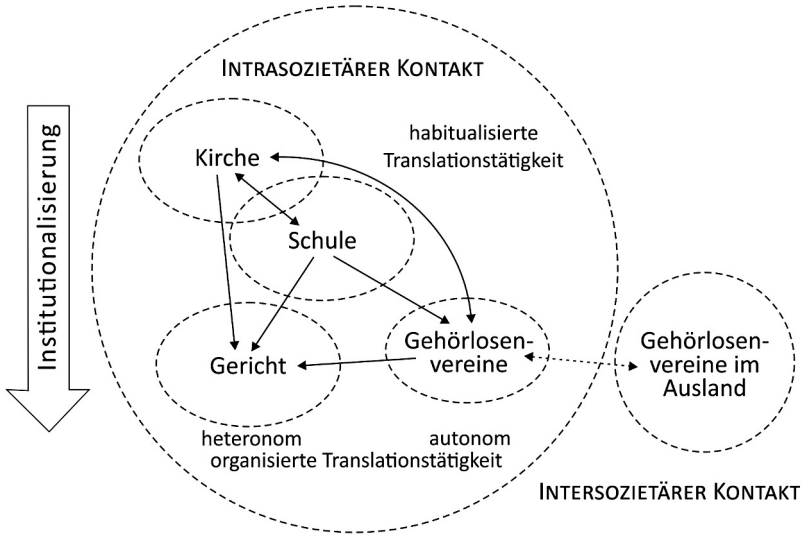 INTRASOZIETÄRER KONTAKT
Institutionalisierung
habitualisierte
Translationstätigkeit
Kirche
Schule
Gericht
Gehörlosen-
vereine
Gehörlosen-
vereine im
Ausland
heteronom
autonom
organisierte Translationstätigkeit
INTERSOZIETÄRER KONTAKT